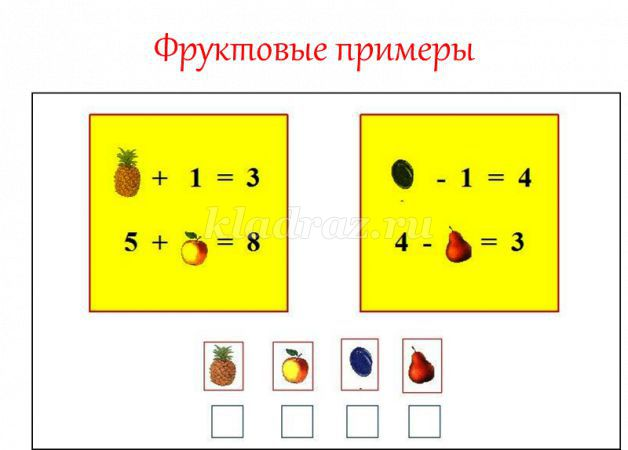 Фруктовые примеры
+ 1 = 3
5 + = 8
- 1 = 4
4 - = 3
kladraz.ru